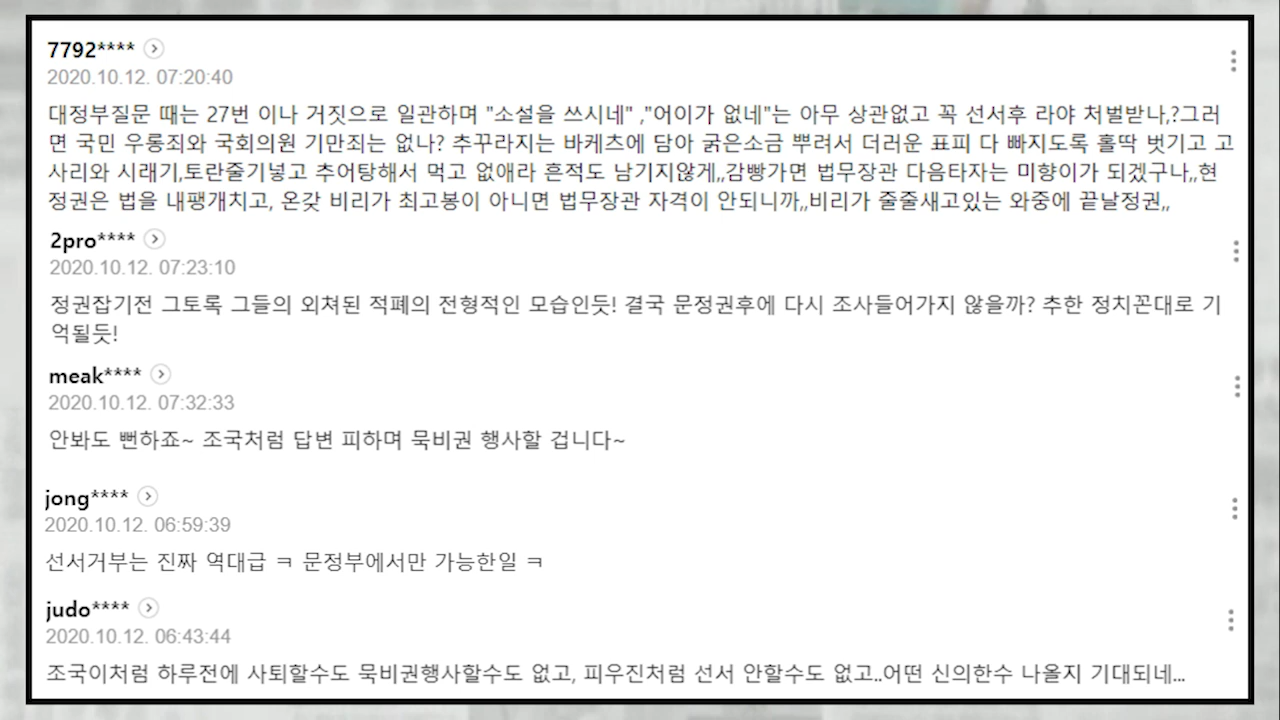 7792****
2020.10.12. 07:20:40
대정부질문 때는 27번 이나 거짓으로 일관하며 "소설을 쓰시네" ,"어이가 없네"는 아무 상관없고 꼭 선서후 라야 처벌받나,?그러
면 국민 우롱죄와 국회의원 기만죄는 없나? 추꾸라지는 바케츠에 담아 굵은소금 뿌려서 더러운 표피 다 빠지도록 홀딱 벗기고 고
사리와 시래기,토란줄기넣고 추어탕해서 먹고 없애라 흔적도 남기지않게,,감빵가면 법무장관 다음타자는 미향이가 되겠구나,,현
정권은 법을 내팽개치고, 온갖 비리가 최고봉이 아니면 법무장관 자격이 안되니까,,비리가 줄줄새고있는 와중에 끝날정권,,
2pro****
2020.10.12. 07:23:10
정권잡기전 그토록 그들의 외쳐된 적폐의 전형적인 모습인듯! 결국 문정권후에 다시 조사들어가지 않을까? 추한 정치꼰대로 기
억될듯!
meak****
2020.10.12. 07:32:33
안봐도 뻔하죠~ 조국처럼 답변 피하며 묵비권 행사할 겁니다~
jong****
2020.10.12. 06:59:39
선서거부는 진짜 역대급 ㅋ 문정부에서만 가능한일 ㅋ
judo****
2020.10.12. 06:43:44
조국이처럼 하루전에 사퇴할수도 묵비권행사할수도 없고, 피우진처럼 선서 안할수도 없고..어떤 신의한수 나올지 기대되네...